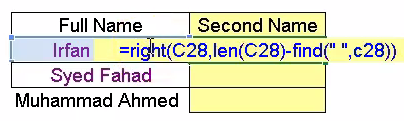 Full Name Second Name
Irfan =right(C28,len(C28)-find(" ",c28))
Syed Fahad
Muhammad Ahmed